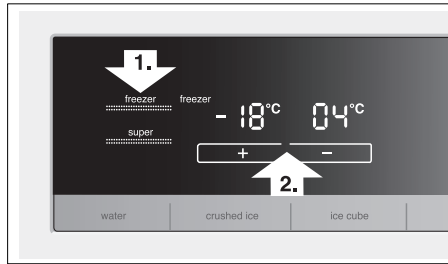 1.
freezer freezer
-18°C 04°C
super
+ −
2.
water crushed ice ice cube